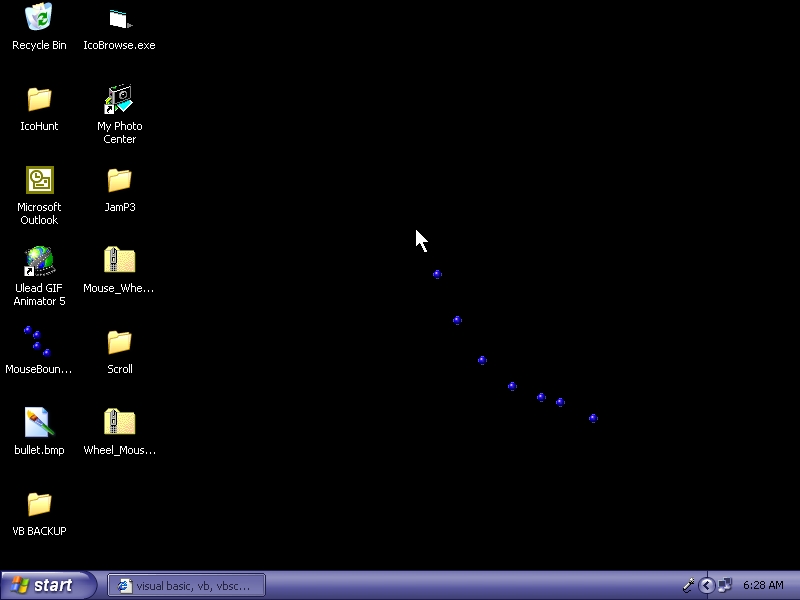 Recycle Bin
IcoBrowse.exe
IcoHunt
My Photo
Center
Microsoft
Outlook
JamP3
Ulead GIF
Animator 5
Mouse_Whe...
MouseBoun...
Scroll
bullet.bmp
Wheel_Mous...
VB BACKUP
start
visual basic, vb, vbsc...
6:28 AM